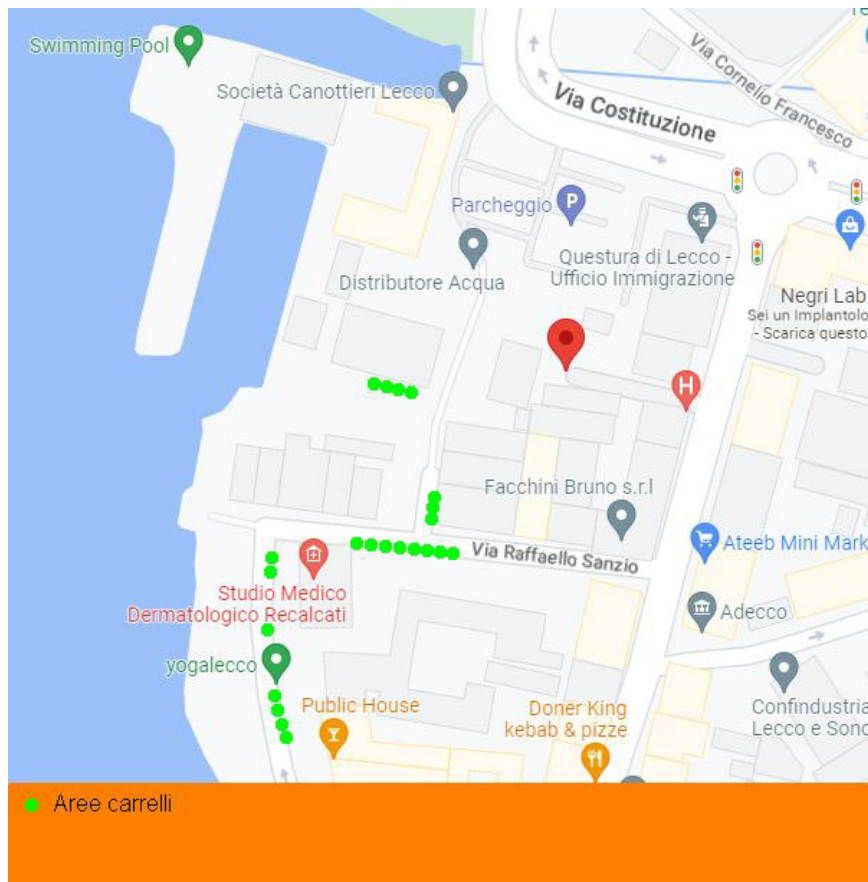 Swimming Pool
Società Canottieri Lecco
Via Costituzione
Via Cornelio Francesco
Parcheggio
P
Distributore Acqua
Questura di Lecco -
Ufficio Immigrazione
Negri Lab
Sei un Implantolo
- Scarica questo
H
Facchini Bruno s.r.l
Via Raffaello Sanzio
Ateeb Mini Mark
Studio Medico
Dermatologico Recalcati
Adecco
yogalecco
Public House
Doner King
kebab & pizze
Confindustria
Lecco e Sond
Aree carrelli